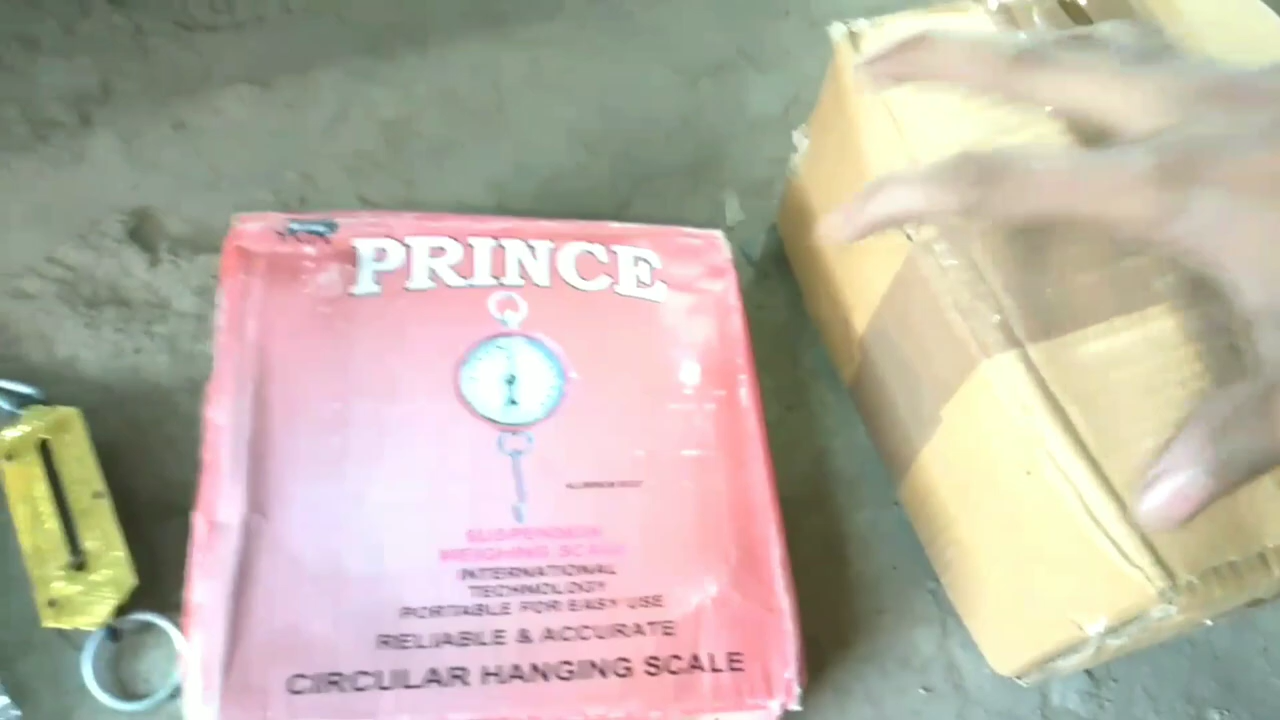 PRINCE
SUSPENSION
WEIGHING SCALE
INTERNATIONAL
TECHNOLOGY
PORTABLE FOR EASY USE
RELIABLE & ACCURATE
CIRCULAR HANGING SCALE